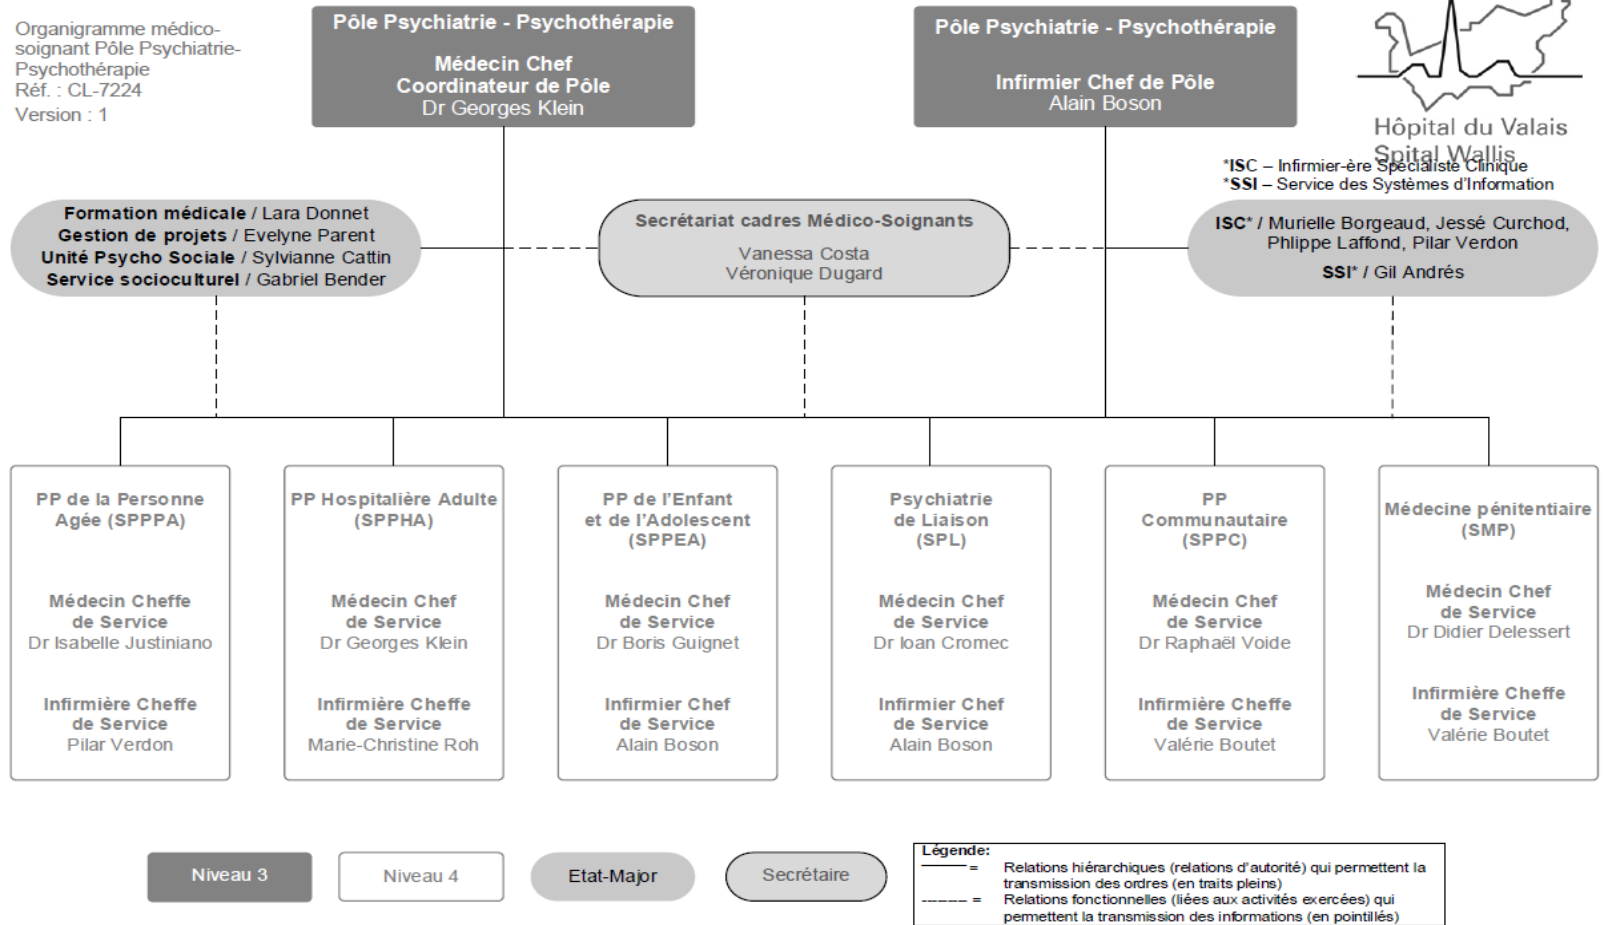 Organigramme médico-
soignant Pôle Psychiatrie-
Psychothérapie
Réf. : CL-7224
Version : 1
Pôle Psychiatrie - Psychothérapie
Médecin Chef
Coordinateur de Pôle
Dr Georges Klein
Pôle Psychiatrie - Psychothérapie
Infirmier Chef de Pôle
Alain Boson
Hôpital du Valais
Spital Wallis
*ISC – Infirmier-ère Spécialiste Clinique
*SSI – Service des Systèmes d'Information
Formation médicale / Lara Donnet
Gestion de projets / Evelyne Parent
Unité Psycho Sociale / Sylvianne Cattin
Service socioculturel / Gabriel Bender
Secrétariat cadres Médico-Soignants
Vanessa Costa
Véronique Dugard
ISC* / Murielle Borgeaud, Jessé Curchod,
Phlippe Laffond, Pilar Verdon
SSI* / Gil Andrés
PP de la Personne
Agée (SPPPA)
Médecin Cheffe
de Service
Dr Isabelle Justiniano
Infirmière Cheffe
de Service
Pilar Verdon
PP Hospitalière Adulte
(SPPHA)
Médecin Chef
de Service
Dr Georges Klein
Infirmière Cheffe
de Service
Marie-Christine Roh
PP de l'Enfant
et de l'Adolescent
(SPPEA)
Médecin Chef
de Service
Dr Boris Guignet
Infirmier Chef
de Service
Alain Boson
Psychiatrie
de Liaison
(SPL)
Médecin Chef
de Service
Dr Ioan Cromec
Infirmier Chef
de Service
Alain Boson
PP
Communautaire
(SPPC)
Médecin Chef
de Service
Dr Raphaël Voide
Infirmière Cheffe
de Service
Valérie Boutet
Médecine pénitentiaire
(SMP)
Médecin Chef
de Service
Dr Didier Delessert
Infirmière Cheffe
de Service
Valérie Boutet
Niveau 3
Niveau 4
Etat-Major
Secrétaire
Légende:
= Relations hiérarchiques (relations d'autorité) qui permettent la
transmission des ordres (en traits pleins)
--------- = Relations fonctionnelles (liées aux activités exercées) qui
permettent la transmission des informations (en pointillés)